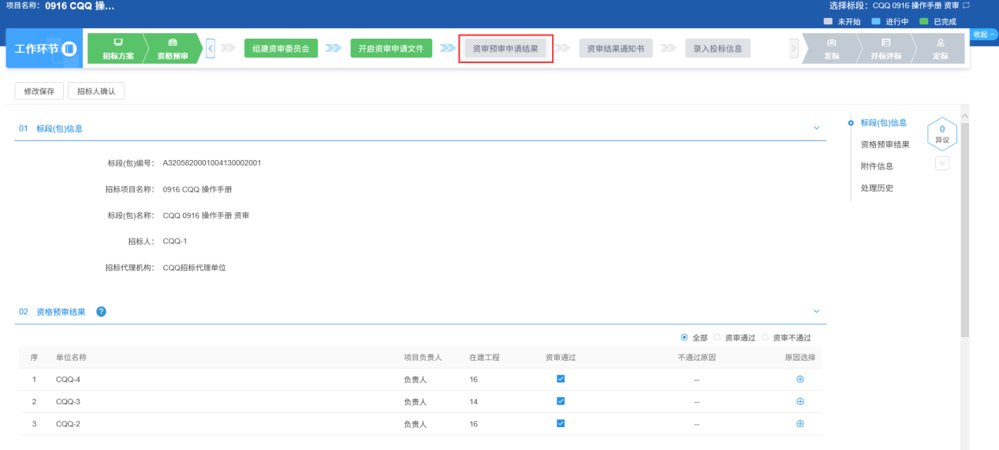 项目名称: 0916 CQQ 操...
选择标段: CQQ 0916 操作手册 资审
未开始 进行中 已完成
收起
工作环节
招标方案 资格预审 组建资审委员会 开启资审申请文件 资审预审申请结果 资审结果通知书 录入投标信息 发标 开标评标 定标
修改保存 招标人确认
01 标段(包)信息
标段(包)编号: A3205820001004130002001
招标项目名称: 0916 CQQ 操作手册
标段(包)名称: CQQ 0916 操作手册 资审
招标人: CQQ-1
招标代理机构: CQQ招标代理单位
标段(包)信息
资格预审结果
附件信息
处理历史
0
异议
02 资格预审结果 ?
全部 资审通过 资审不通过
序 单位名称 项目负责人 在建工程 资审通过 不通过原因 原因选择
1 CQQ-4 负责人 16 --
2 CQQ-3 负责人 14 --
3 CQQ-2 负责人 16 --